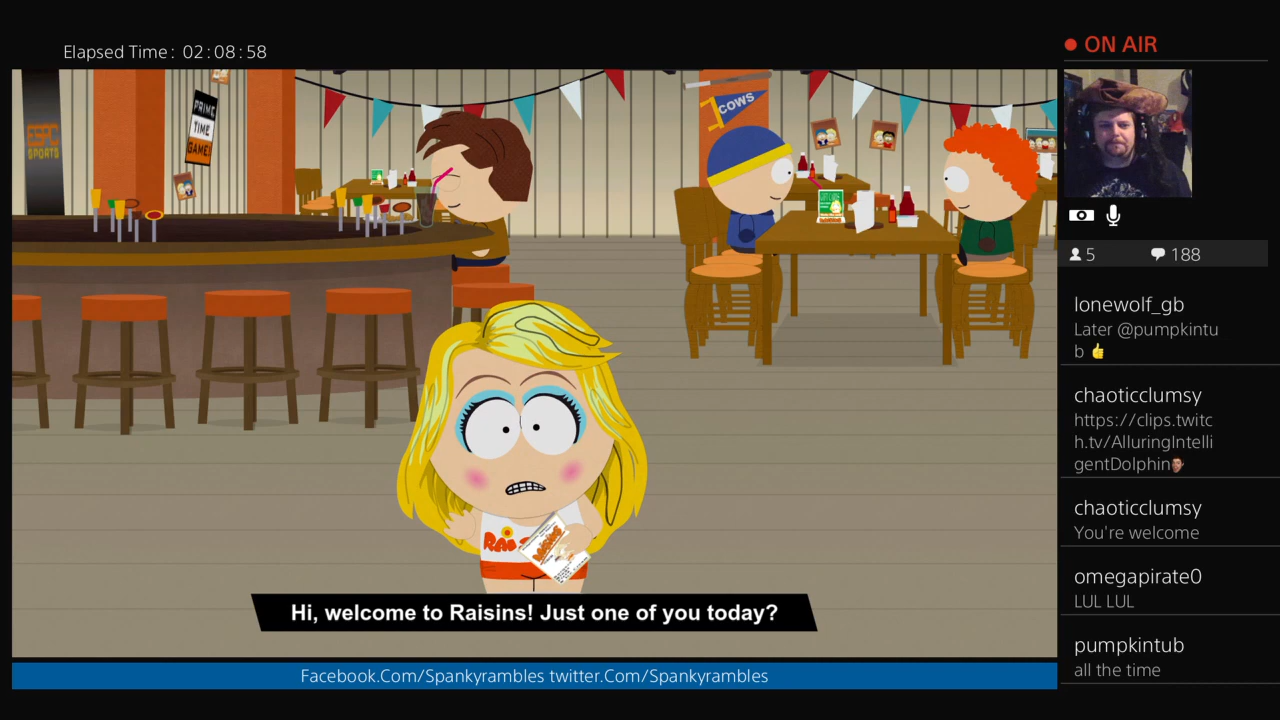 Elapsed Time: 02:08:58
ON AIR
SPORTS
PRIME
TIME
GAME!
COWS
5
188
lonewolf_gb
Later @pumpkintu
b 👍
chaoticclumsy
https://clips.twitc
h.tv/AlluringIntelli
gentDolphin
chaoticclumsy
You're welcome
omegapirate0
LUL LUL
pumpkintub
all the time
RAISINS
Hi, welcome to Raisins! Just one of you today?
Facebook.Com/Spankyrambles twitter.Com/Spankyrambles